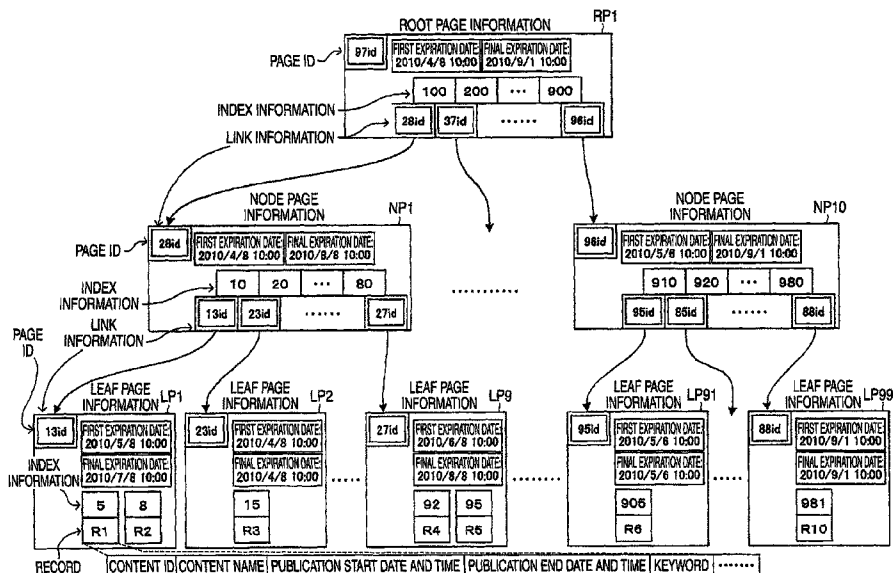 ROOT PAGE INFORMATION RP1
PAGE ID 97id FIRST EXPIRATION DATE: 2010/4/8 10:00 FINAL EXPIRATION DATE: 2010/9/1 10:00
INDEX INFORMATION 100 200 ... 900
LINK INFORMATION 28id 37id ...... 96id
NODE PAGE INFORMATION NP1
PAGE ID 28id FIRST EXPIRATION DATE: 2010/4/8 10:00 FINAL EXPIRATION DATE: 2010/8/8 10:00
INDEX INFORMATION 10 20 ... 80
LINK INFORMATION 13id 23id ...... 27id
..........
NODE PAGE INFORMATION NP10
96id FIRST EXPIRATION DATE: 2010/5/6 10:00 FINAL EXPIRATION DATE: 2010/9/1 10:00
910 920 ... 980
95id 85id ...... 88id
PAGE ID
LEAF PAGE INFORMATION LP1
PAGE ID 13id FIRST EXPIRATION DATE: 2010/5/8 10:00
FINAL EXPIRATION DATE: 2010/7/8 10:00
INDEX INFORMATION 5 8
RECORD R1 R2
LEAF PAGE INFORMATION LP2
23id FIRST EXPIRATION DATE: 2010/4/8 10:00
FINAL EXPIRATION DATE: 2010/4/8 10:00
15
R3
.....
LEAF PAGE INFORMATION LP9
27id FIRST EXPIRATION DATE: 2010/6/8 10:00
FINAL EXPIRATION DATE: 2010/8/8 10:00
92 95
R4 R5
........
LEAF PAGE INFORMATION LP91
95id FIRST EXPIRATION DATE: 2010/5/6 10:00
FINAL EXPIRATION DATE: 2010/5/6 10:00
905
R6
.....
LEAF PAGE INFORMATION LP99
88id FIRST EXPIRATION DATE: 2010/9/1 10:00
FINAL EXPIRATION DATE: 2010/9/1 10:00
981
R10
CONTENT ID CONTENT NAME PUBLICATION START DATE AND TIME PUBLICATION END DATE AND TIME KEYWORD .......